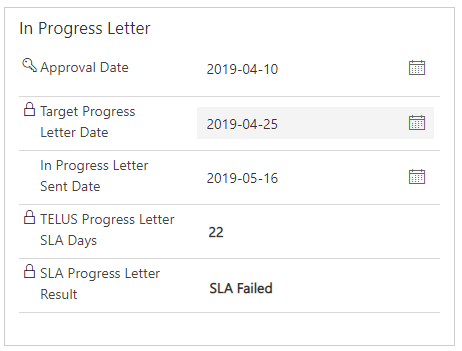 In Progress Letter
Approval Date 2019-04-10
Target Progress
Letter Date 2019-04-25
In Progress Letter
Sent Date 2019-05-16
TELUS Progress Letter
SLA Days 22
SLA Progress Letter
Result SLA Failed